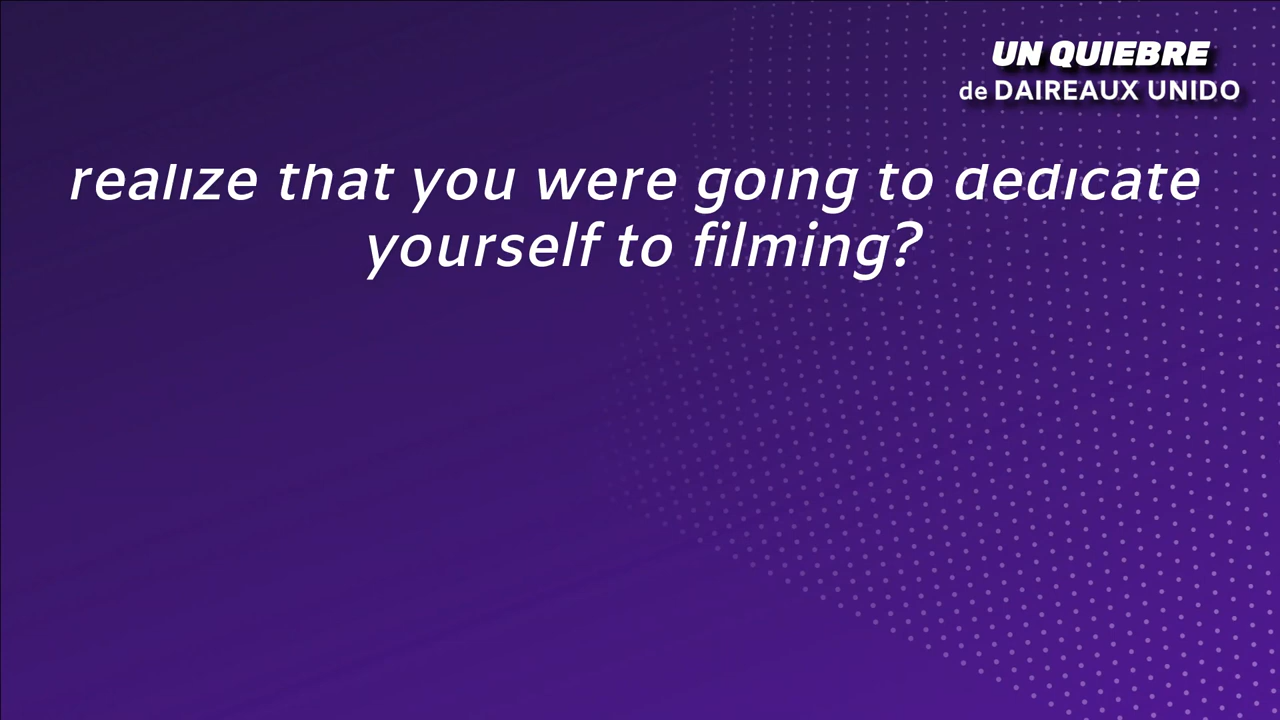 UN QUIEBRE
de DAIREAUX UNIDO
realize that you were going to dedicate
yourself to filming?